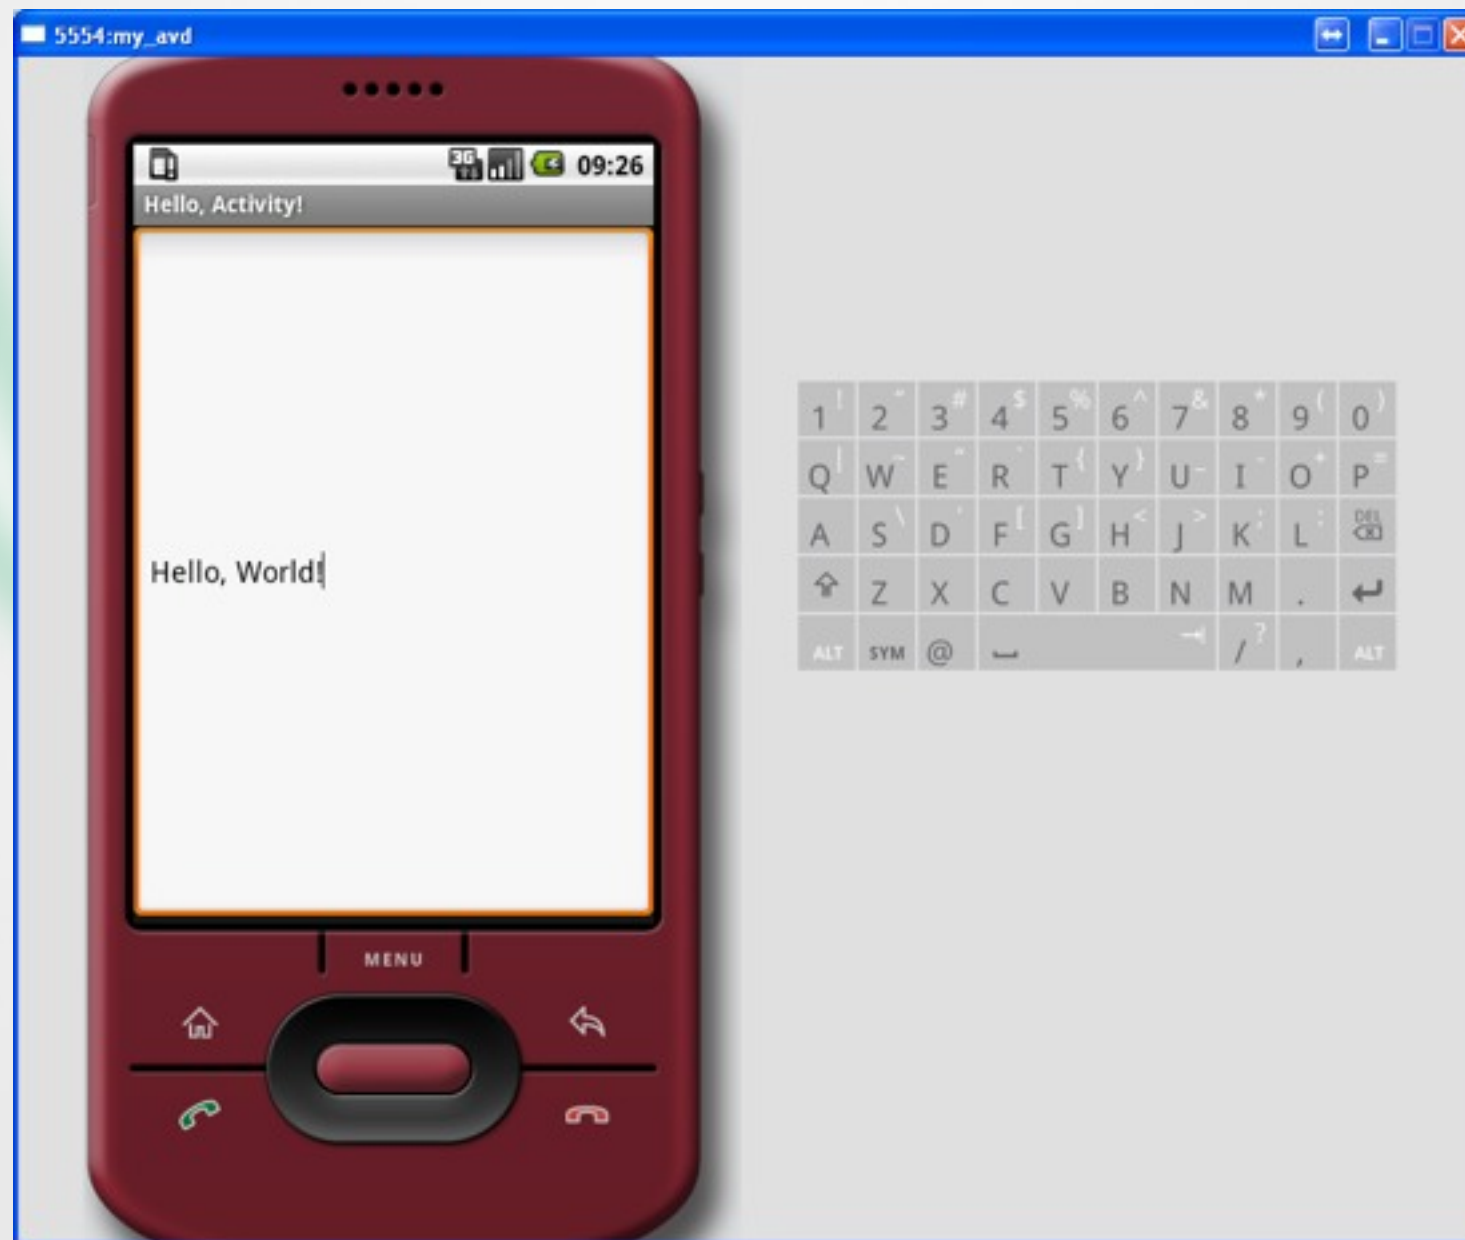 5554:my_avd
3G 09:26
Hello, Activity!
Hello, World!
MENU
1 ! 2 3 # 4 $ 5 % 6 ^ 7 & 8 * 9 ( 0 )
Q | W ~ E " R ` T { Y } U _ I - O + P =
A S \ D ' F [ G ] H < J > K ; L : DEL
Z X C V B N M .
ALT SYM @ / ? , ALT